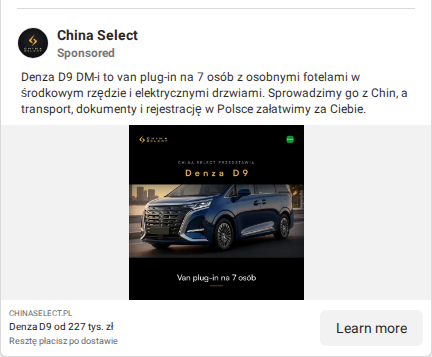 China Select
Sponsored
Denza D9 DM-i to van plug-in na 7 osób z osobnymi fotelami w
środkowym rzędzie i elektrycznymi drzwiami. Sprowadzimy go z Chin, a
transport, dokumenty i rejestrację w Polsce załatwimy za Ciebie.
CHINA
SELECT
CHINA SELECT PRZEDSTAWIA
Denza D9
Van plug-in na 7 osób
CHINASELECT.PL
Denza D9 od 227 tys. zł
Resztę płacisz po dostawie
Learn more